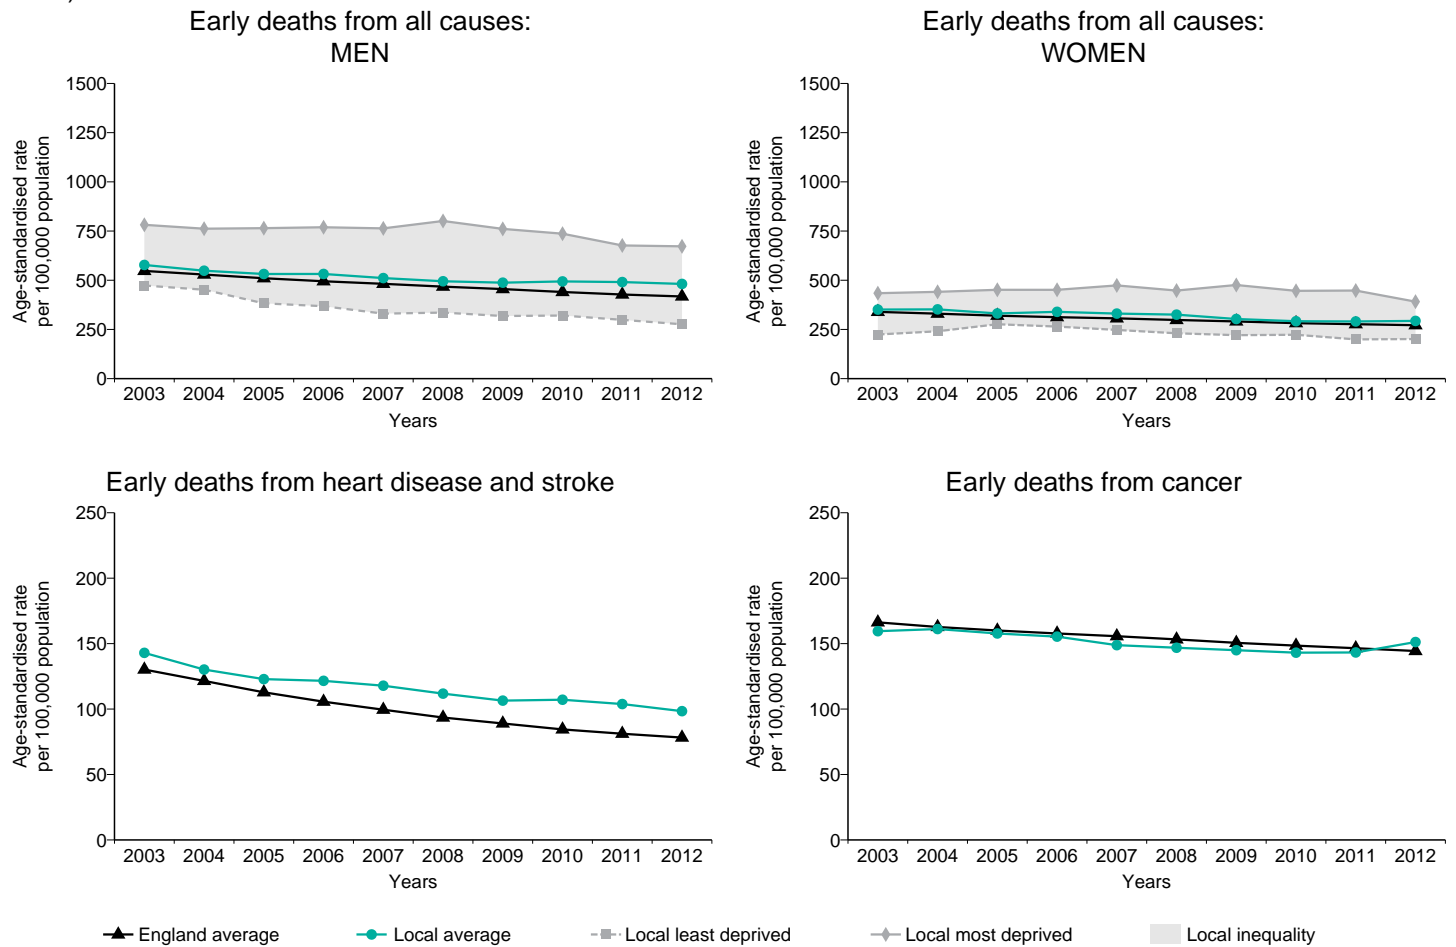 Early deaths from all causes:
MEN
Age-standardised rate
per 100,000 population
1500
1250
1000
750
500
250
0
2003 2004 2005 2006 2007 2008 2009 2010 2011 2012
Years
Early deaths from all causes:
WOMEN
Age-standardised rate
per 100,000 population
1500
1250
1000
750
500
250
0
2003 2004 2005 2006 2007 2008 2009 2010 2011 2012
Years
Early deaths from heart disease and stroke
Age-standardised rate
per 100,000 population
250
200
150
100
50
0
2003 2004 2005 2006 2007 2008 2009 2010 2011 2012
Years
Early deaths from cancer
Age-standardised rate
per 100,000 population
250
200
150
100
50
0
2003 2004 2005 2006 2007 2008 2009 2010 2011 2012
Years
England average Local average Local least deprived Local most deprived Local inequality